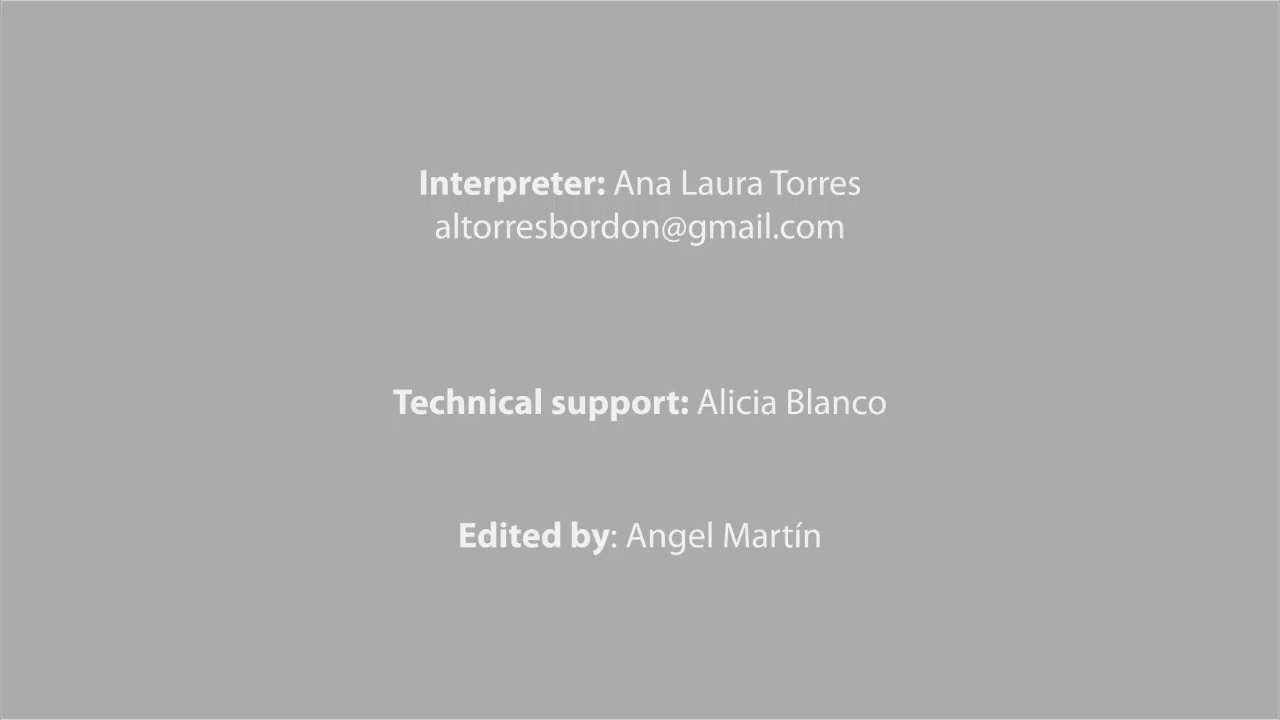 Interpreter: Ana Laura Torres
altorresbordon@gmail.com
Technical support: Alicia Blanco
Edited by: Angel Martín